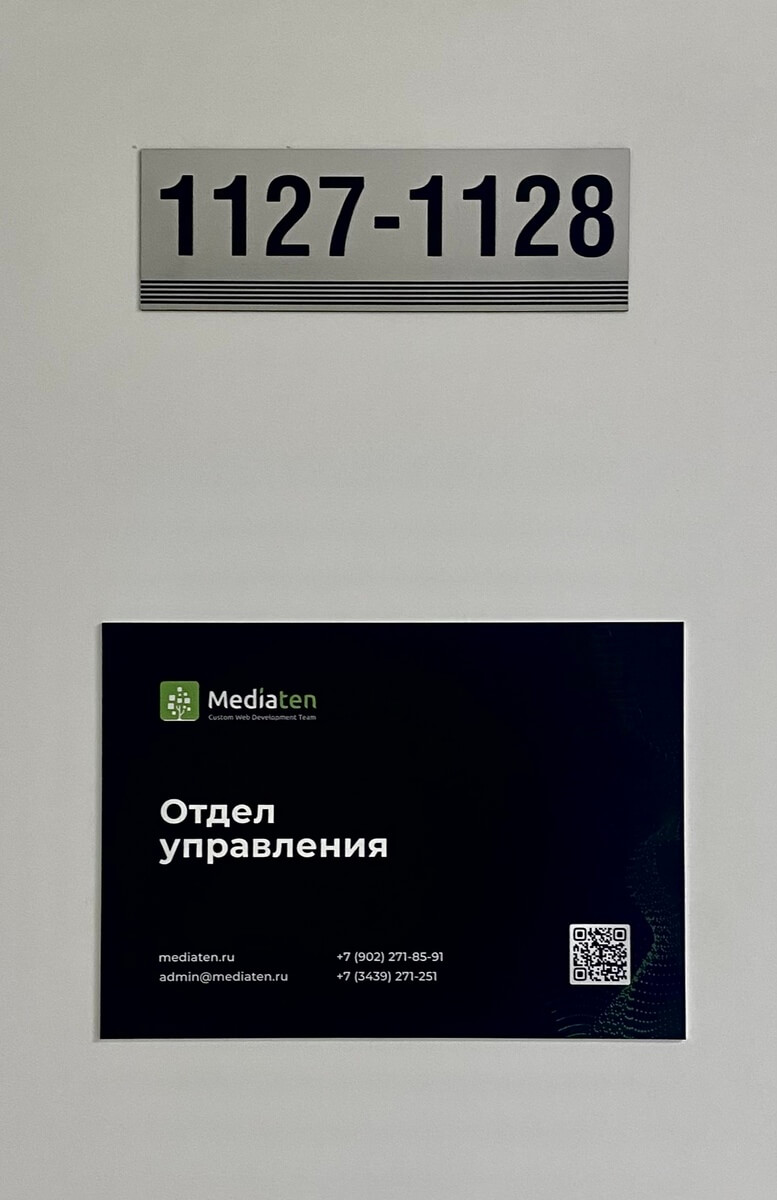 1127-1128
Mediaten
Custom Web Development Team
Отдел
управления
mediaten.ru
+7 (902) 271-85-91
admin@mediaten.ru
+7 (3439) 271-251